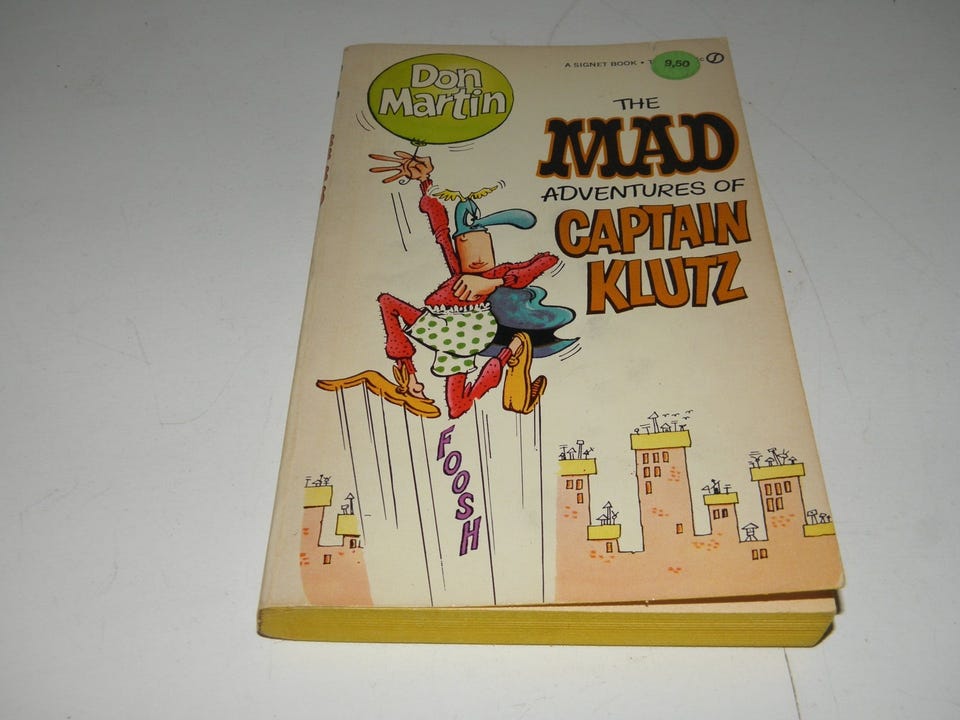 Don
Martin
A SIGNET BOOK •
9,50
THE
MAD
ADVENTURES OF
CAPTAIN
KLUTZ
FOOSH